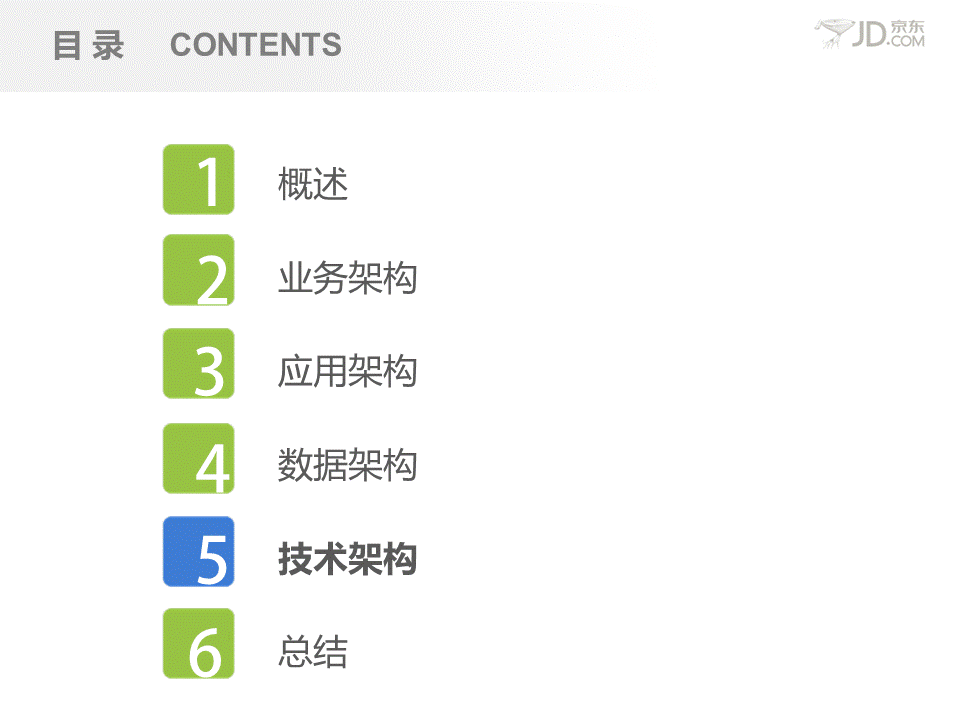 目 录 CONTENTS
JD.COM 京东
1 概述
2 业务架构
3 应用架构
4 数据架构
5 技术架构
6 总结